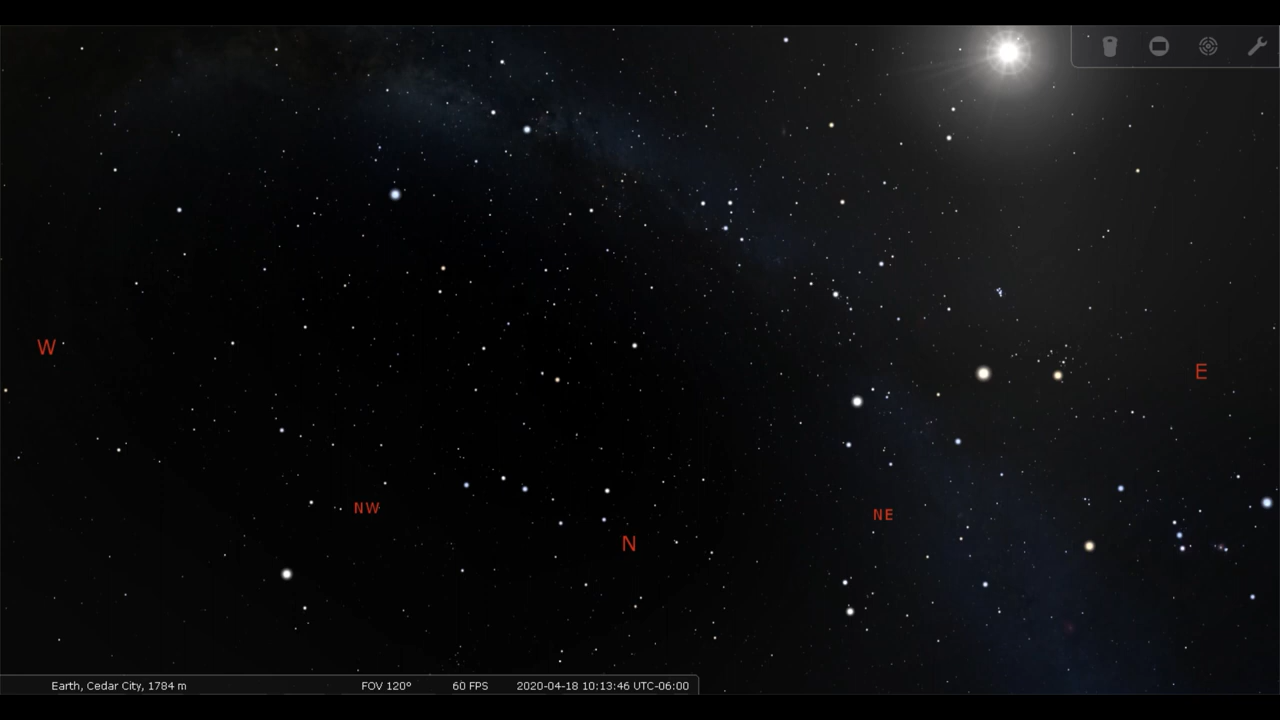 W
E
NW
NE
N
Earth, Cedar City, 1784 m FOV 120° 60 FPS 2020-04-18 10:13:46 UTC-06:00